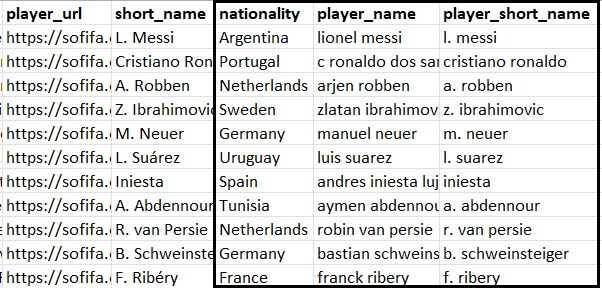 player_url short_name nationality player_name player_short_name
https://sofifa. L. Messi Argentina lionel messi l. messi
https://sofifa. Cristiano Ron Portugal c ronaldo dos san cristiano ronaldo
https://sofifa. A. Robben Netherlands arjen robben a. robben
https://sofifa. Z. Ibrahimovic Sweden zlatan ibrahimov z. ibrahimovic
https://sofifa. M. Neuer Germany manuel neuer m. neuer
https://sofifa. L. Suárez Uruguay luis suarez l. suarez
https://sofifa. Iniesta Spain andres iniesta luj iniesta
https://sofifa. A. Abdennour Tunisia aymen abdennou a. abdennour
https://sofifa. R. van Persie Netherlands robin van persie r. van persie
https://sofifa. B. Schweinste Germany bastian schweins b. schweinsteiger
https://sofifa. F. Ribéry France franck ribery f. ribery